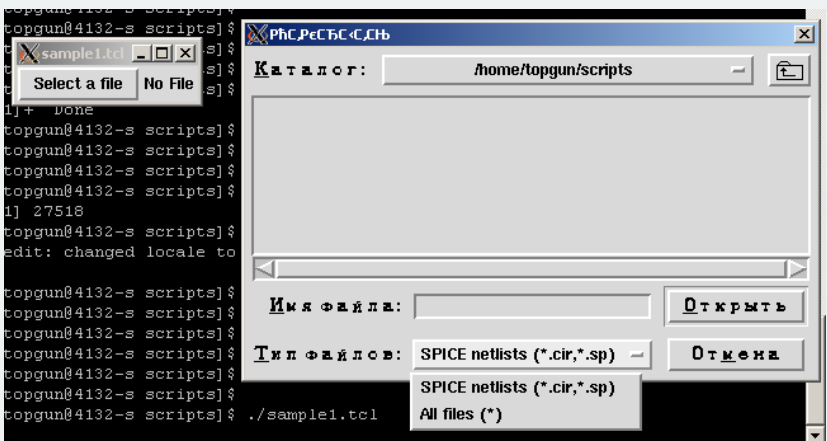 topgun@4132-s scripts]$
sample1.tcl
Select a file No File
1]+ Done
topgun@4132-s scripts]$
topgun@4132-s scripts]$
topgun@4132-s scripts]$
topgun@4132-s scripts]$
1] 27518
topgun@4132-s scripts]$
edit: changed locale to
topgun@4132-s scripts]$
topgun@4132-s scripts]$
topgun@4132-s scripts]$
topgun@4132-s scripts]$
topgun@4132-s scripts]$
topgun@4132-s scripts]$
topgun@4132-s scripts]$ ./sample1.tcl
Каталог: /home/topgun/scripts
Имя файла: Открыть
Тип файлов: SPICE netlists (*.cir,*.sp) Отмена
SPICE netlists (*.cir,*.sp)
All files (*)